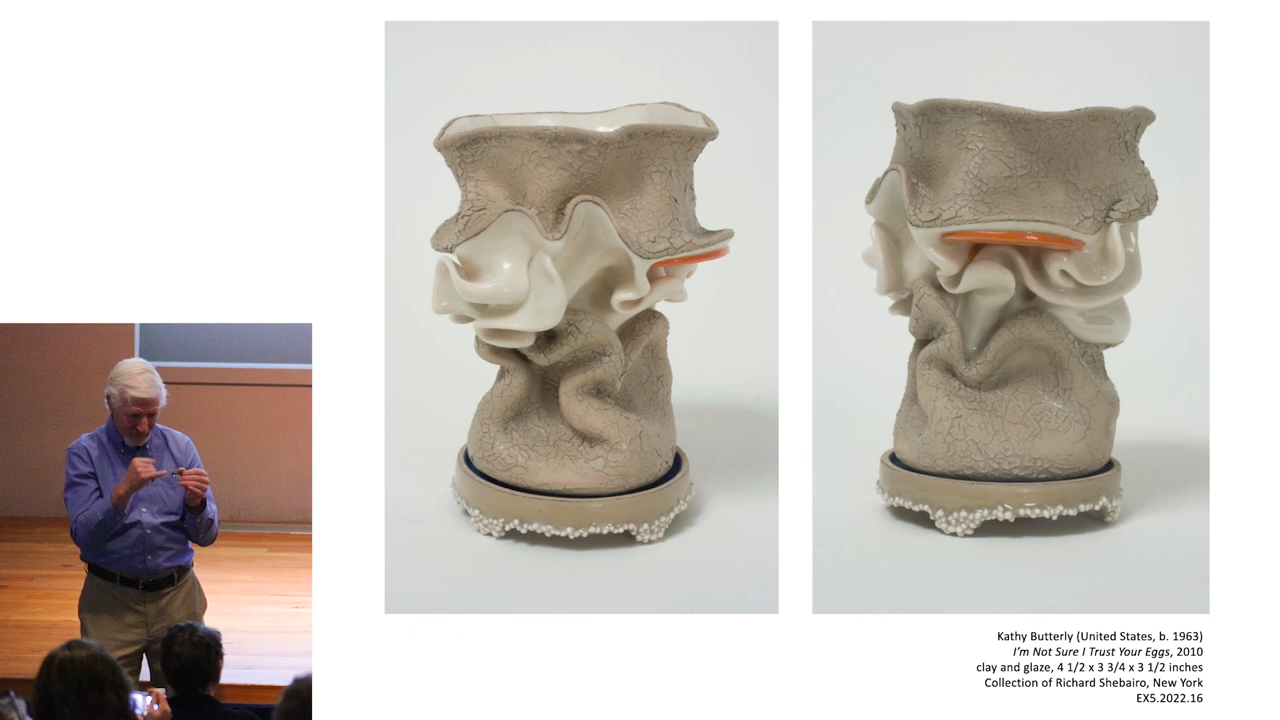 Kathy Butterly (United States, b. 1963)
I’m Not Sure I Trust Your Eggs, 2010
clay and glaze, 4 1/2 x 3 3/4 x 3 1/2 inches
Collection of Richard Shebairo, New York
EX5.2022.16